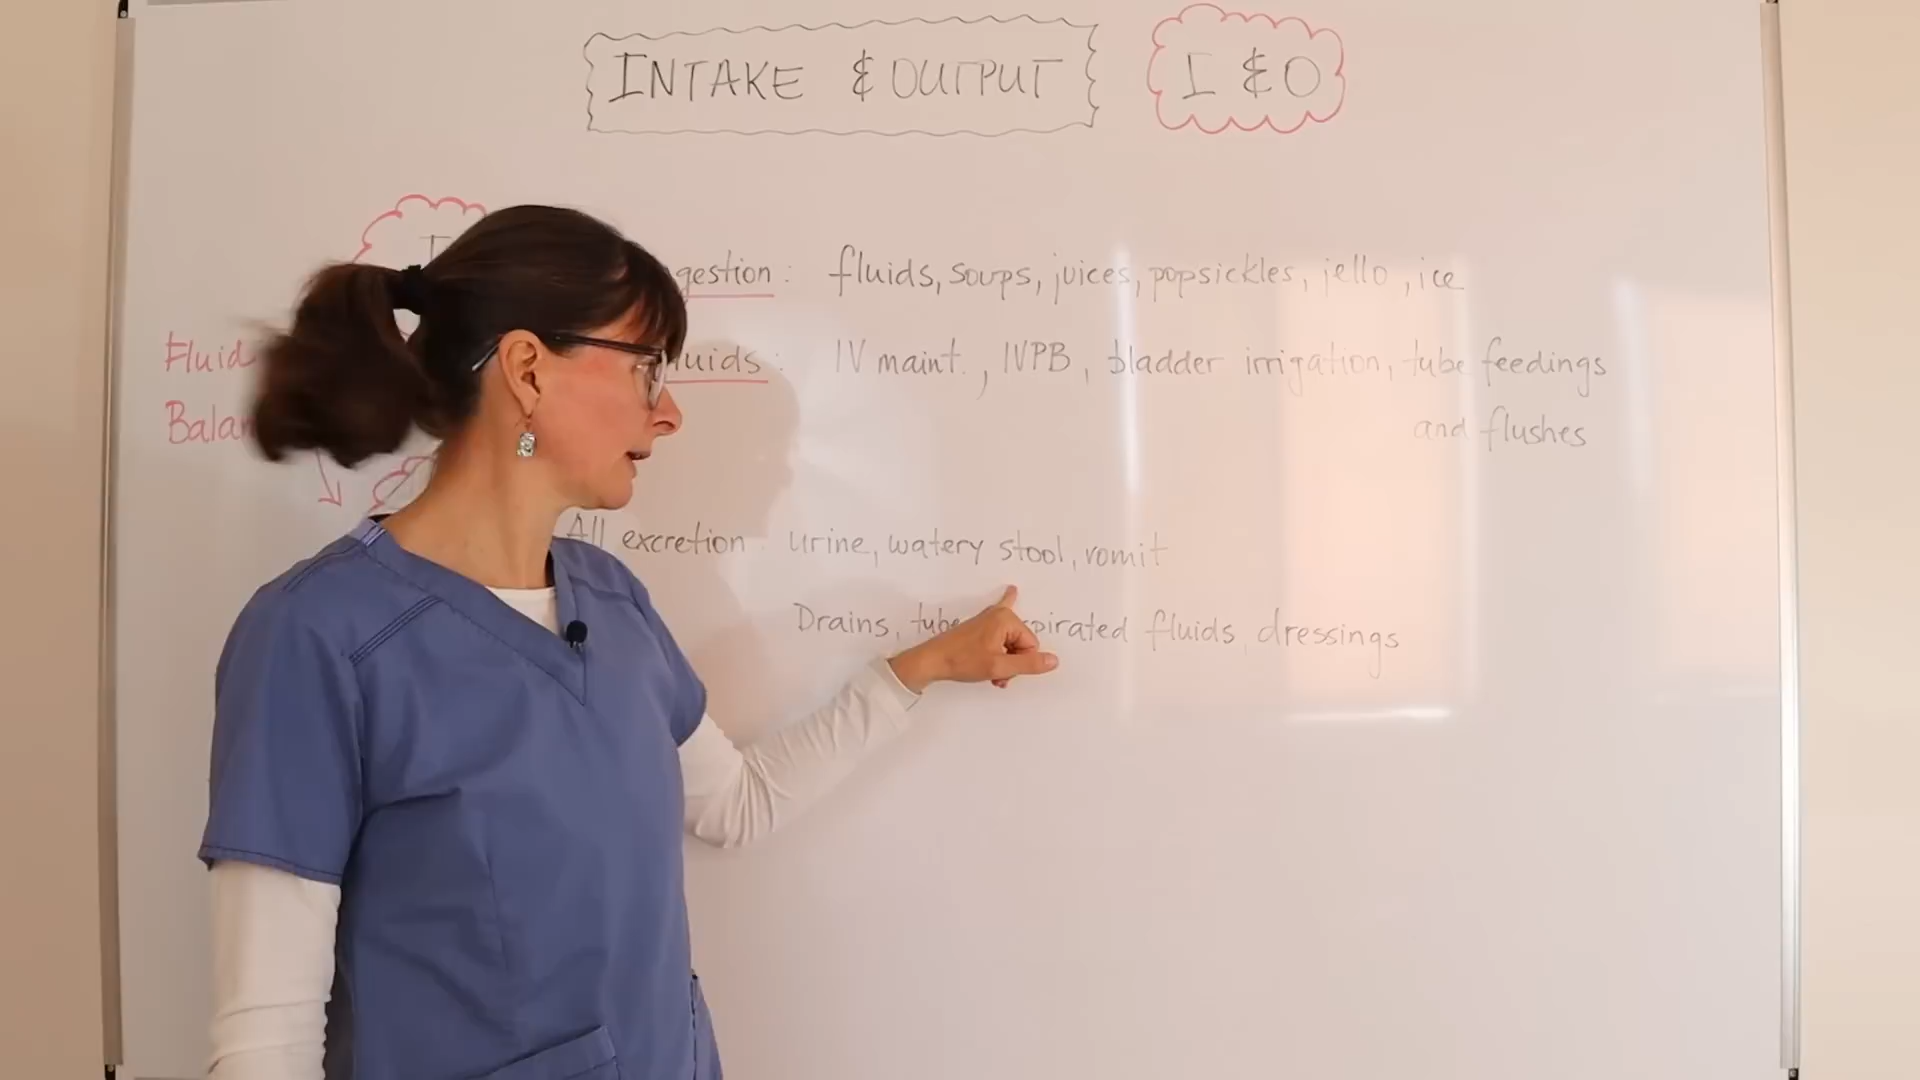 INTAKE & OUTPUT
I & O
gestion : fluids, soups, juices, popsickles, jello, ice
Fluid
luids : IV maint., IVPB, bladder irrigation, tube feedings
and flushes
Balan
All excretion : urine, watery stool, vomit
Drains, tube pirated fluids, dressings